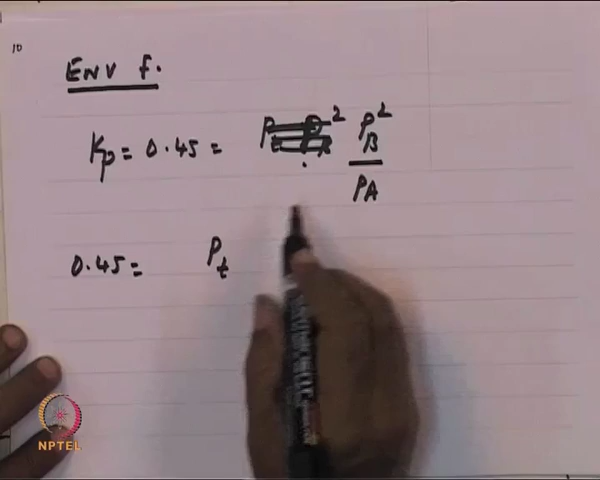 10
ENV f.
Kp = 0.45 = P_B^2 / P_A
0.45 = P_t
NPTEL